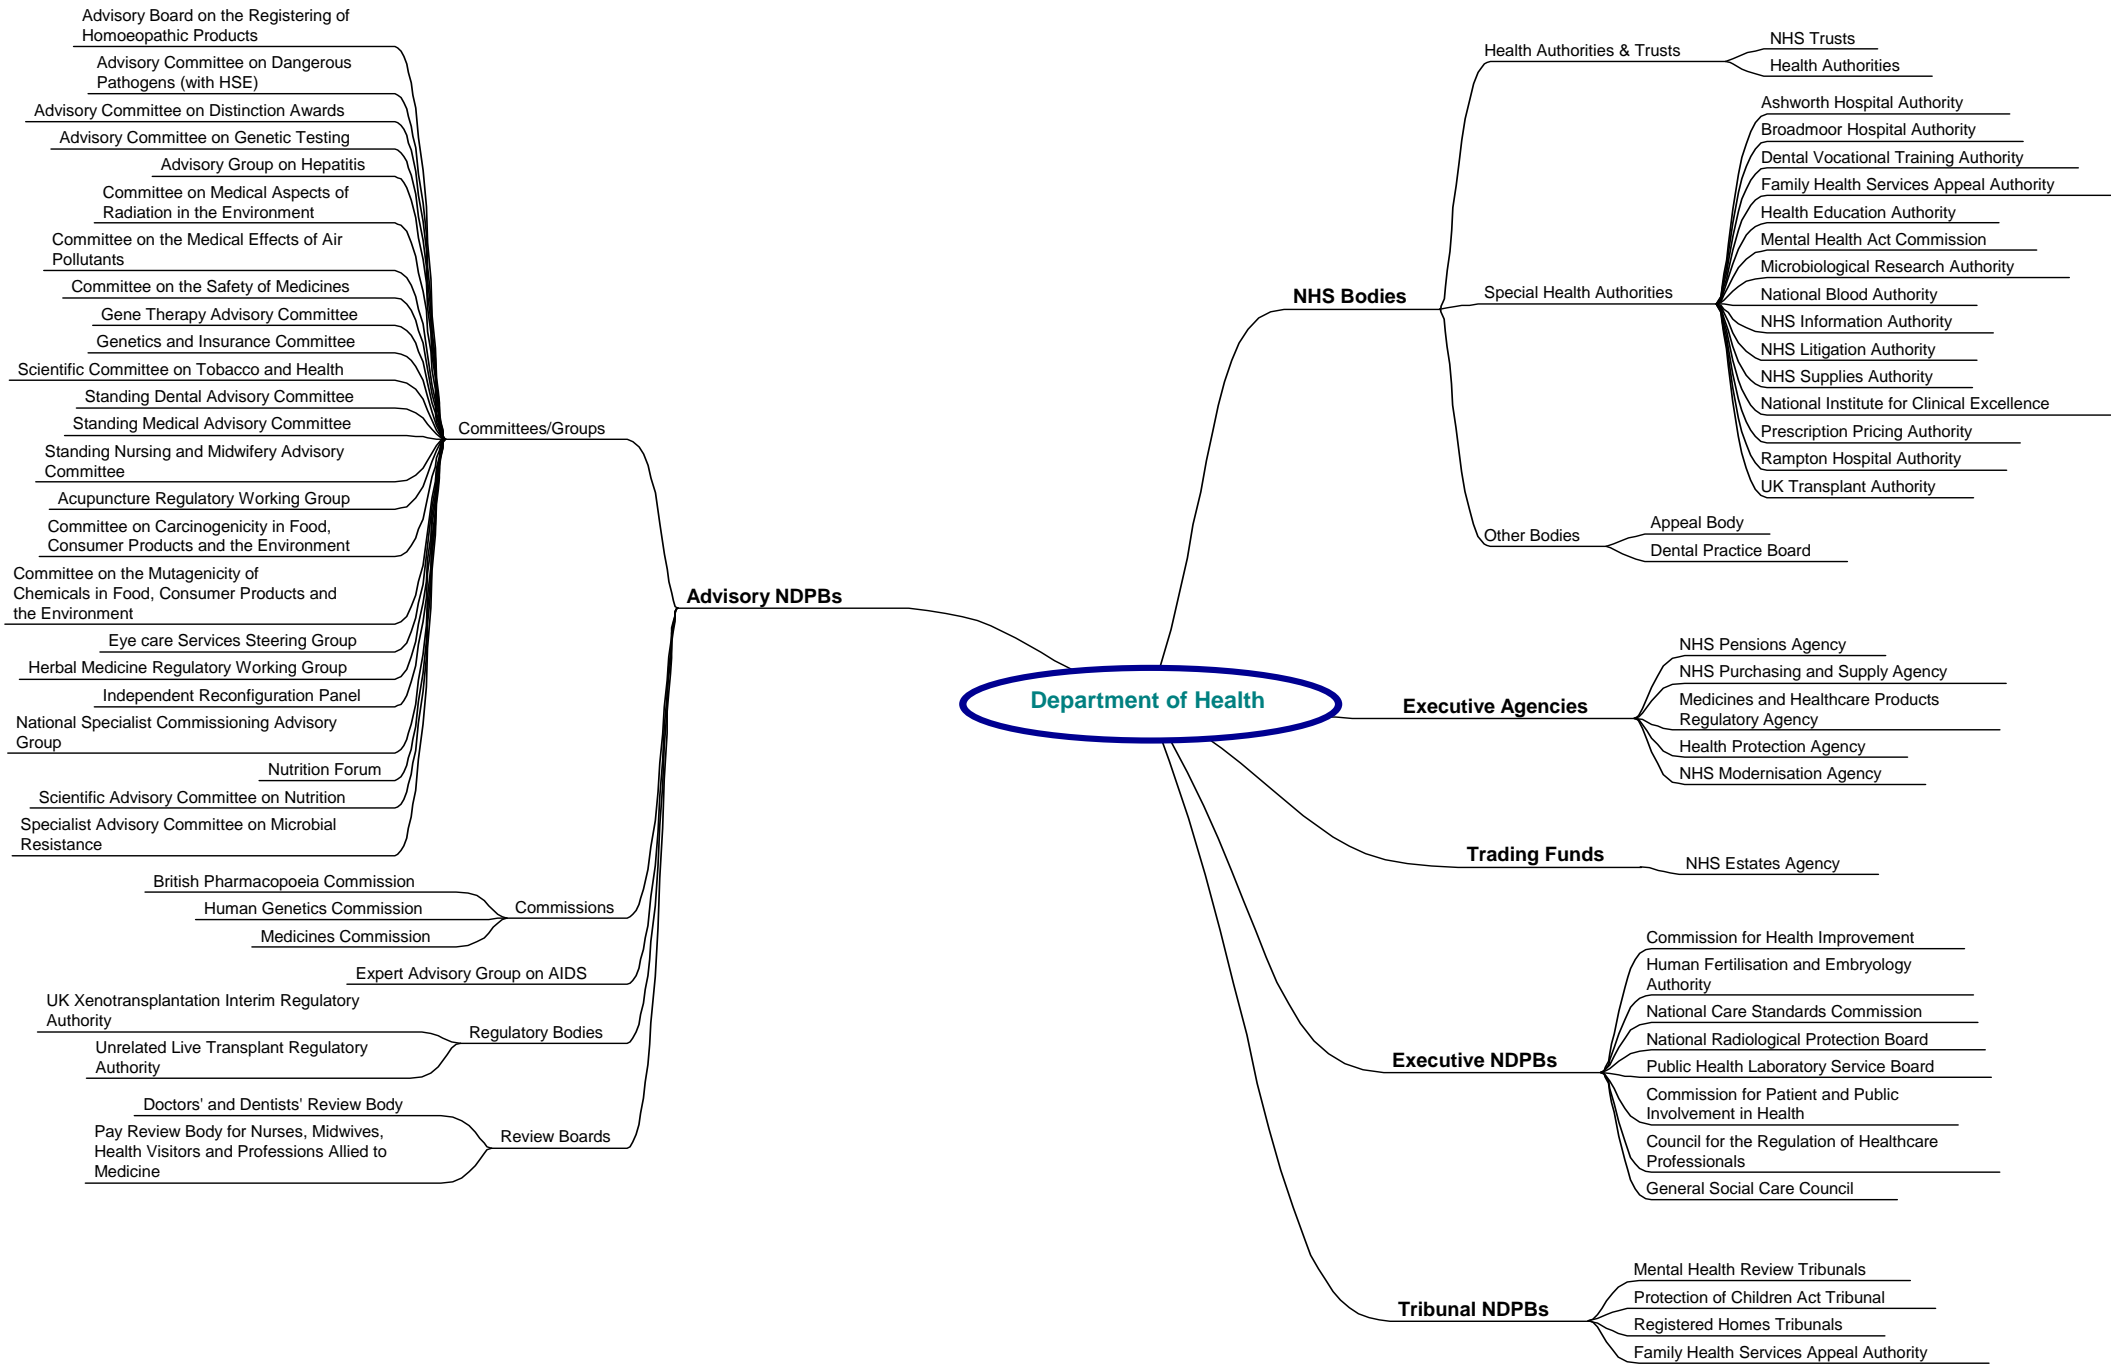 Advisory Board on the Registering of
Homoeopathic Products
Advisory Committee on Dangerous
Pathogens (with HSE)
Advisory Committee on Distinction Awards
Advisory Committee on Genetic Testing
Advisory Group on Hepatitis
Committee on Medical Aspects of
Radiation in the Environment
Committee on the Medical Effects of Air
Pollutants
Committee on the Safety of Medicines
Gene Therapy Advisory Committee
Genetics and Insurance Committee
Scientific Committee on Tobacco and Health
Standing Dental Advisory Committee
Standing Medical Advisory Committee
Standing Nursing and Midwifery Advisory
Committee
Acupuncture Regulatory Working Group
Committee on Carcinogenicity in Food,
Consumer Products and the Environment
Committee on the Mutagenicity of
Chemicals in Food, Consumer Products and
the Environment
Eye care Services Steering Group
Herbal Medicine Regulatory Working Group
Independent Reconfiguration Panel
National Specialist Commissioning Advisory
Group
Nutrition Forum
Scientific Advisory Committee on Nutrition
Specialist Advisory Committee on Microbial
Resistance
Committees/Groups
British Pharmacopoeia Commission
Human Genetics Commission
Medicines Commission
Commissions
Expert Advisory Group on AIDS
UK Xenotransplantation Interim Regulatory
Authority
Unrelated Live Transplant Regulatory
Authority
Regulatory Bodies
Doctors' and Dentists' Review Body
Pay Review Body for Nurses, Midwives,
Health Visitors and Professions Allied to
Medicine
Review Boards
Advisory NDPBs
Department of Health
NHS Bodies
Health Authorities & Trusts
NHS Trusts
Health Authorities
Special Health Authorities
Ashworth Hospital Authority
Broadmoor Hospital Authority
Dental Vocational Training Authority
Family Health Services Appeal Authority
Health Education Authority
Mental Health Act Commission
Microbiological Research Authority
National Blood Authority
NHS Information Authority
NHS Litigation Authority
NHS Supplies Authority
National Institute for Clinical Excellence
Prescription Pricing Authority
Rampton Hospital Authority
UK Transplant Authority
Other Bodies
Appeal Body
Dental Practice Board
Executive Agencies
NHS Pensions Agency
NHS Purchasing and Supply Agency
Medicines and Healthcare Products
Regulatory Agency
Health Protection Agency
NHS Modernisation Agency
Trading Funds
NHS Estates Agency
Executive NDPBs
Commission for Health Improvement
Human Fertilisation and Embryology
Authority
National Care Standards Commission
National Radiological Protection Board
Public Health Laboratory Service Board
Commission for Patient and Public
Involvement in Health
Council for the Regulation of Healthcare
Professionals
General Social Care Council
Tribunal NDPBs
Mental Health Review Tribunals
Protection of Children Act Tribunal
Registered Homes Tribunals
Family Health Services Appeal Authority